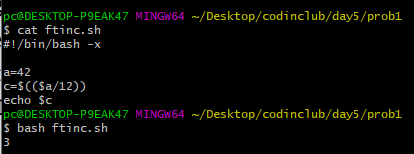 pc@DESKTOP-P9EAK47 MINGW64 ~/Desktop/codinclub/day5/prob1
$ cat ftinc.sh
#!/bin/bash -x

a=42
c=$(($a/12))
echo $c
pc@DESKTOP-P9EAK47 MINGW64 ~/Desktop/codinclub/day5/prob1
$ bash ftinc.sh
3